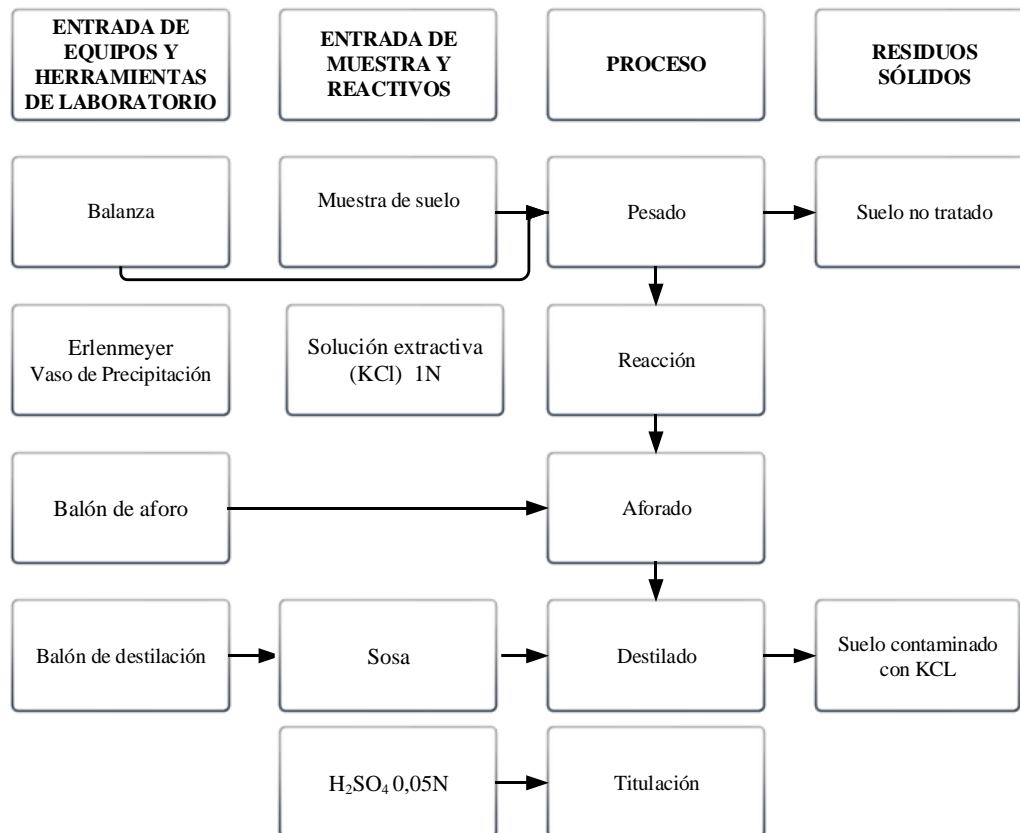 ENTRADA DE
EQUIPOS Y
HERRAMIENTAS
DE LABORATORIO
ENTRADA DE
MUESTRA Y
REACTIVOS
PROCESO
RESIDUOS
SÓLIDOS
Balanza
Muestra de suelo
Pesado
Suelo no tratado
Erlenmeyer
Vaso de Precipitación
Solución extractiva
(KCl) 1N
Reacción
Balón de aforo
Aforado
Balón de destilación
Sosa
Destilado
Suelo contaminado
con KCL
H₂SO₄ 0,05N
Titulación